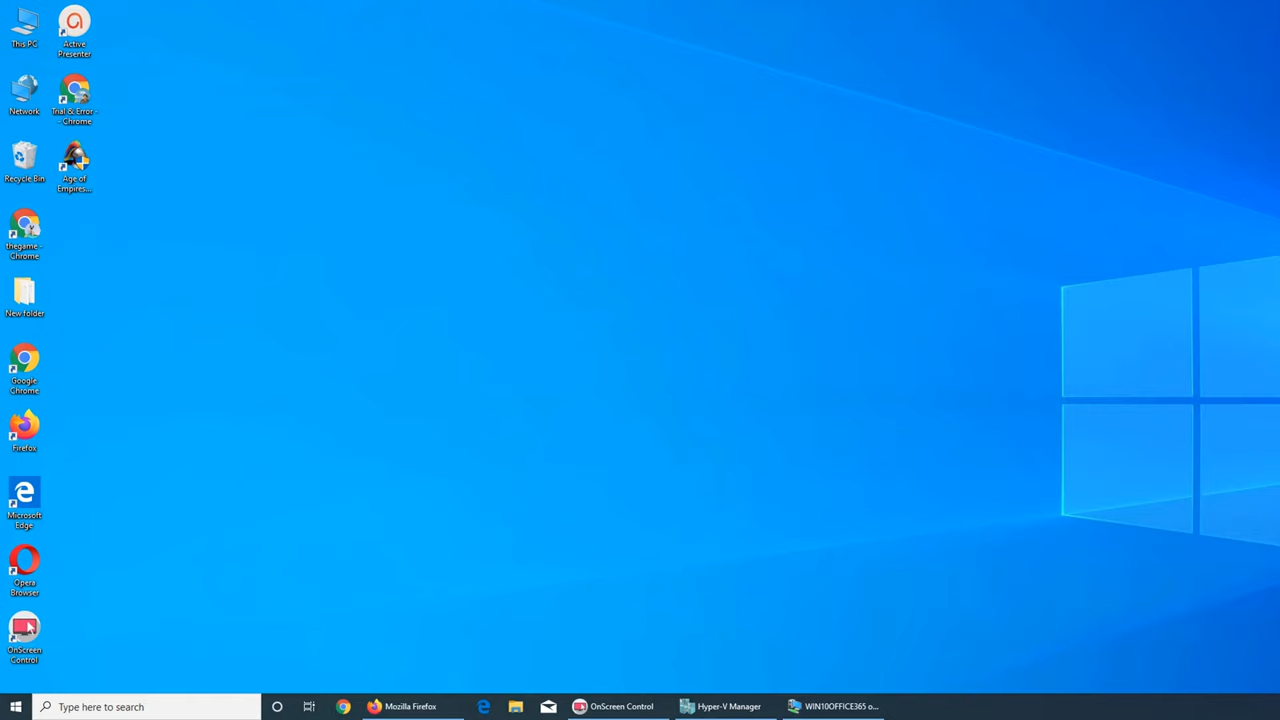 This PC
Active
Presenter
Network
Trial & Error -
- Chrome
Recycle Bin
Age of
Empires...
thegame -
Chrome
New folder
Google
Chrome
Firefox
Microsoft
Edge
Opera
Browser
OnScreen
Control
Type here to search
Mozilla Firefox
OnScreen Control
Hyper-V Manager
WIN10OFFICE365 o...